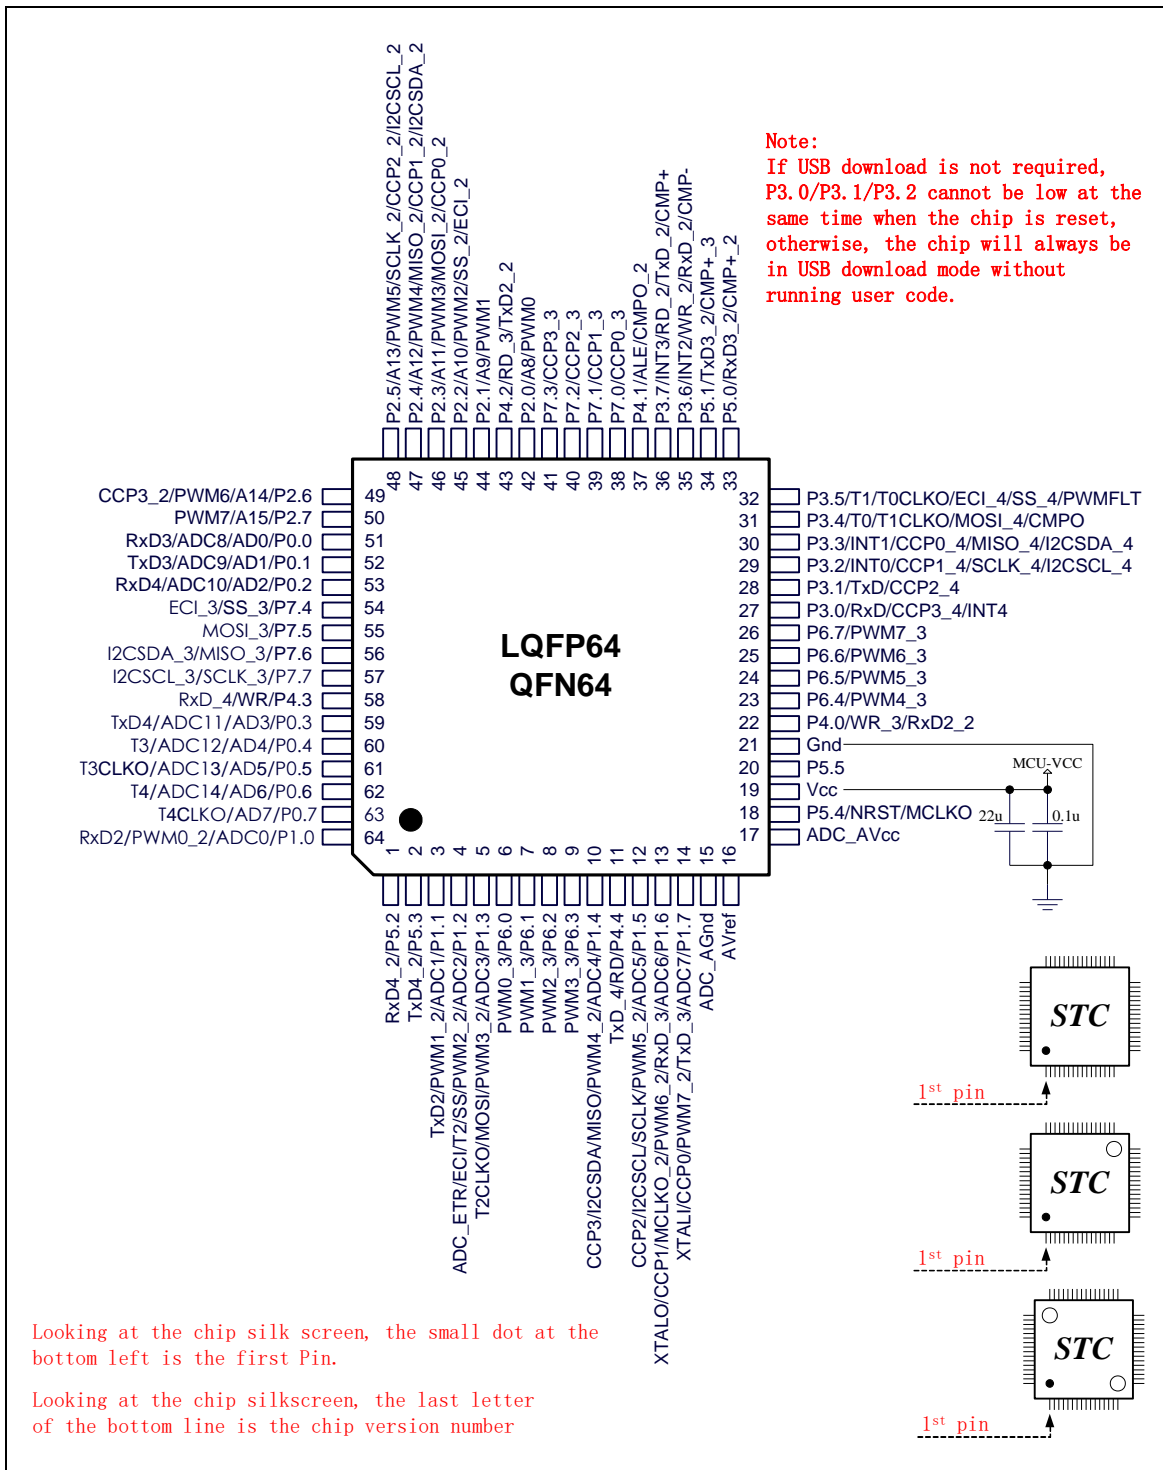 P2.5/A13/PWM5/SCLK_2/CCP2_2/I2CSCL_2
P2.4/A12/PWM4/MISO_2/CCP1_2/I2CSDA_2
P2.3/A11/PWM3/MOSI_2/CCP0_2
P2.2/A10/PWM2/SS_2/ECI_2
P2.1/A9/PWM1
P4.2/RD_3/TxD2_2
P2.0/A8/PWM0
P7.3/CCP3_3
P7.2/CCP2_3
P7.1/CCP1_3
P7.0/CCP0_3
P4.1/ALE/CMPO_2
P3.7/INT3/RD_2/TxD_2/CMP+
P3.6/INT2/WR_2/RxD_2/CMP-
P5.1/TxD3_2/CMP+_3
P5.0/RxD3_2/CMP+_2
Note:
If USB download is not required,
P3.0/P3.1/P3.2 cannot be low at the
same time when the chip is reset,
otherwise, the chip will always be
in USB download mode without
running user code.
48 47 46 45 44 43 42 41 40 39 38 37 36 35 34 33
CCP3_2/PWM6/A14/P2.6 49
PWM7/A15/P2.7 50
RxD3/ADC8/AD0/P0.0 51
TxD3/ADC9/AD1/P0.1 52
RxD4/ADC10/AD2/P0.2 53
ECI_3/SS_3/P7.4 54
MOSI_3/P7.5 55
I2CSDA_3/MISO_3/P7.6 56
I2CSCL_3/SCLK_3/P7.7 57
RxD_4/WR/P4.3 58
TxD4/ADC11/AD3/P0.3 59
T3/ADC12/AD4/P0.4 60
T3CLKO/ADC13/AD5/P0.5 61
T4/ADC14/AD6/P0.6 62
T4CLKO/AD7/P0.7 63
RxD2/PWM0_2/ADC0/P1.0 64
LQFP64
QFN64
32 P3.5/T1/T0CLKO/ECI_4/SS_4/PWMFLT
31 P3.4/T0/T1CLKO/MOSI_4/CMPO
30 P3.3/INT1/CCP0_4/MISO_4/I2CSDA_4
29 P3.2/INT0/CCP1_4/SCLK_4/I2CSCL_4
28 P3.1/TxD/CCP2_4
27 P3.0/RxD/CCP3_4/INT4
26 P6.7/PWM7_3
25 P6.6/PWM6_3
24 P6.5/PWM5_3
23 P6.4/PWM4_3
22 P4.0/WR_3/RxD2_2
21 Gnd
20 P5.5
19 Vcc
18 P5.4/NRST/MCLKO
17 ADC_AVcc
MCU-VCC
22u
0.1u
1 2 3 4 5 6 7 8 9 10 11 12 13 14 15 16
RxD4_2/P5.2
TxD4_2/P5.3
TxD2/PWM1_2/ADC1/P1.1
ADC_ETR/ECI/T2/SS/PWM2_2/ADC2/P1.2
T2CLKO/MOSI/PWM3_2/ADC3/P1.3
PWM0_3/P6.0
PWM1_3/P6.1
PWM2_3/P6.2
PWM3_3/P6.3
CCP3/I2CSDA/MISO/PWM4_2/ADC4/P1.4
TxD_4/RD/P4.4
CCP2/I2CSCL/SCLK/PWM5_2/ADC5/P1.5
XTALO/CCP1/MCLKO_2/PWM6_2/RxD_3/ADC6/P1.6
XTALI/CCP0/PWM7_2/TxD_3/ADC7/P1.7
ADC_AGnd
AVref
STC
1st pin
STC
1st pin
STC
1st pin
Looking at the chip silk screen, the small dot at the
bottom left is the first Pin.
Looking at the chip silkscreen, the last letter
of the bottom line is the chip version number